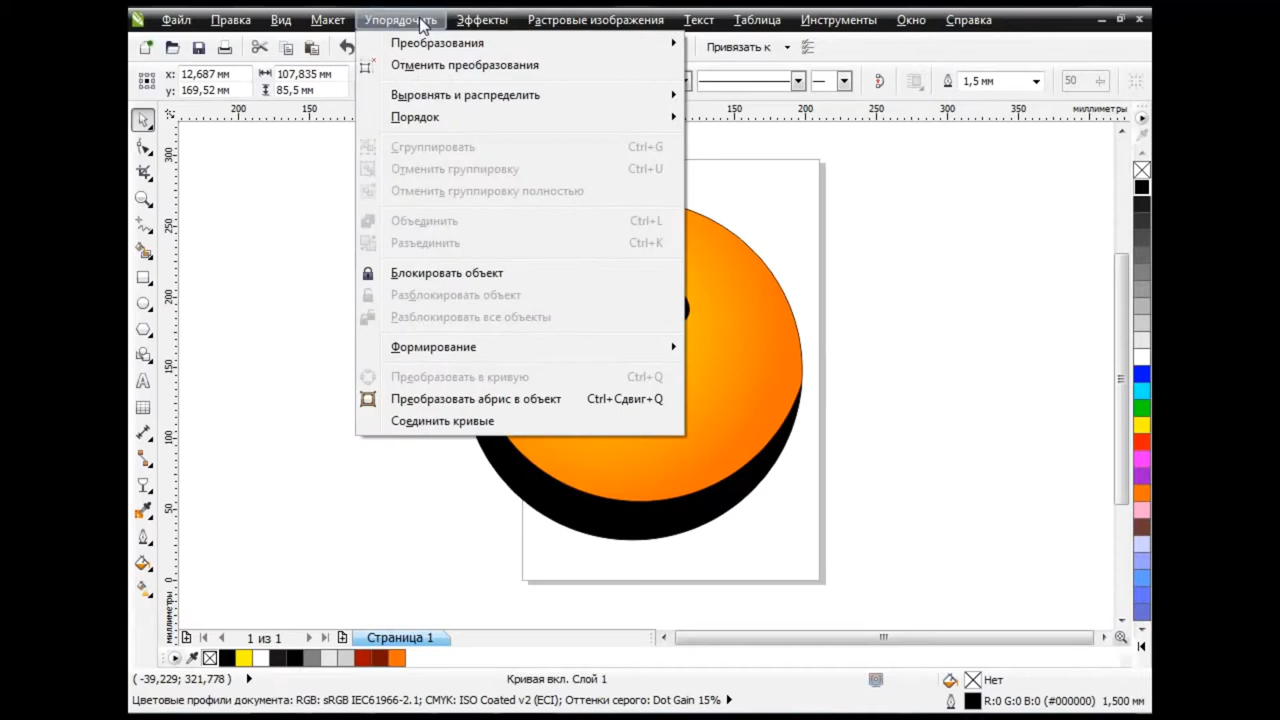 Файл Правка Вид Макет Упорядочить Эффекты Растровые изображения Текст Таблица Инструменты Окно Справка
Привязать к
x: 12,687 мм 107,835 мм
y: 169,52 мм 85,5 мм
1,5 мм 50
200 150 150 200 250 300 350 миллиметры
300
250
200
150
100
50
0
миллиметры
Преобразования
Отменить преобразования
Выровнять и распределить
Порядок
Сгруппировать Ctrl+G
Отменить группировку Ctrl+U
Отменить группировку полностью
Объединить Ctrl+L
Разъединить Ctrl+K
Блокировать объект
Разблокировать объект
Разблокировать все объекты
Формирование
Преобразовать в кривую Ctrl+Q
Преобразовать абрис в объект Ctrl+Сдвиг+Q
Соединить кривые
1 из 1 Страница 1
( -39,229; 321,778 ) Кривая вкл. Слой 1 Нет
Цветовые профили документа: RGB: sRGB IEC61966-2.1; CMYK: ISO Coated v2 (ECI); Оттенки серого: Dot Gain 15% R:0 G:0 B:0 (#000000) 1,500 мм